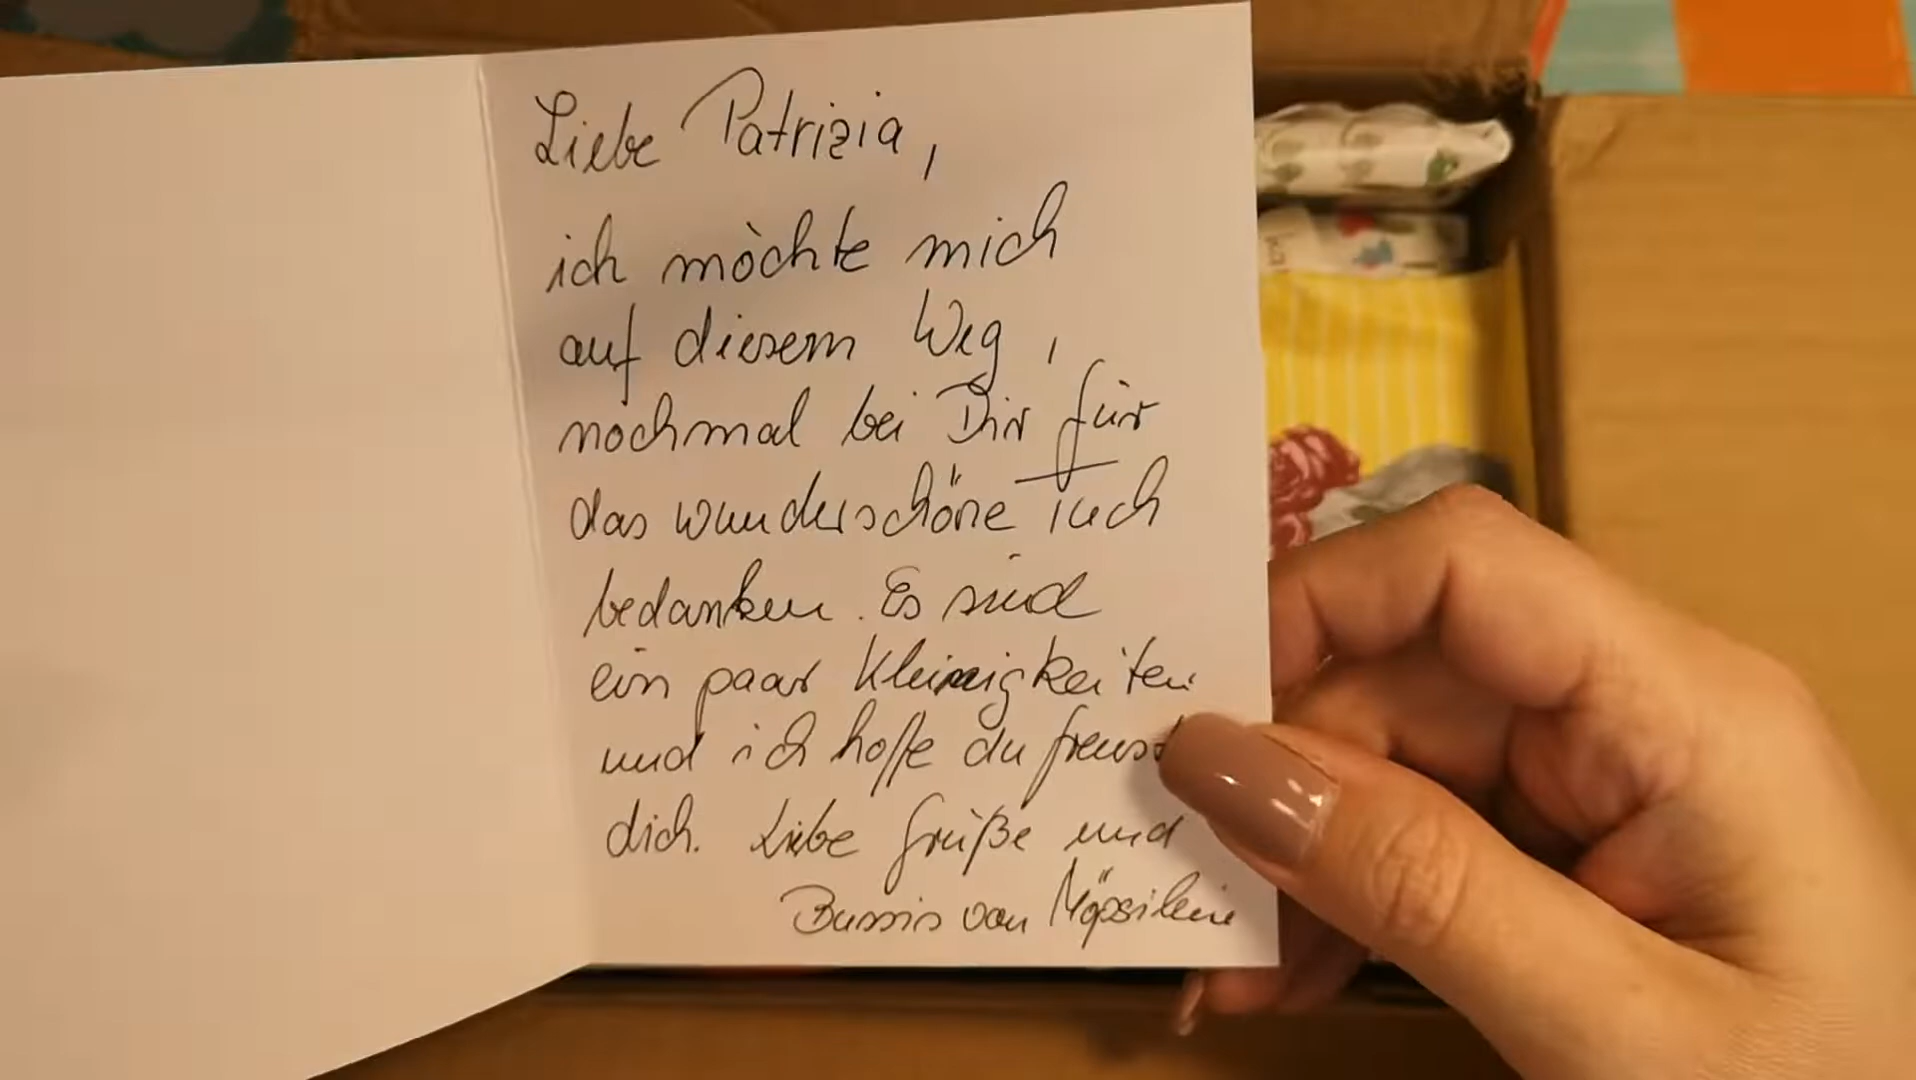 Liebe Patrizia,
ich möchte mich
auf diesem Weg,
nochmal bei Dir für
das wunderschöne Tuch
bedanken. Es sind
ein paar Kleinigkeiten
und ich hoffe du freust
dich. Liebe Grüße und
Bussis von Möpsilein